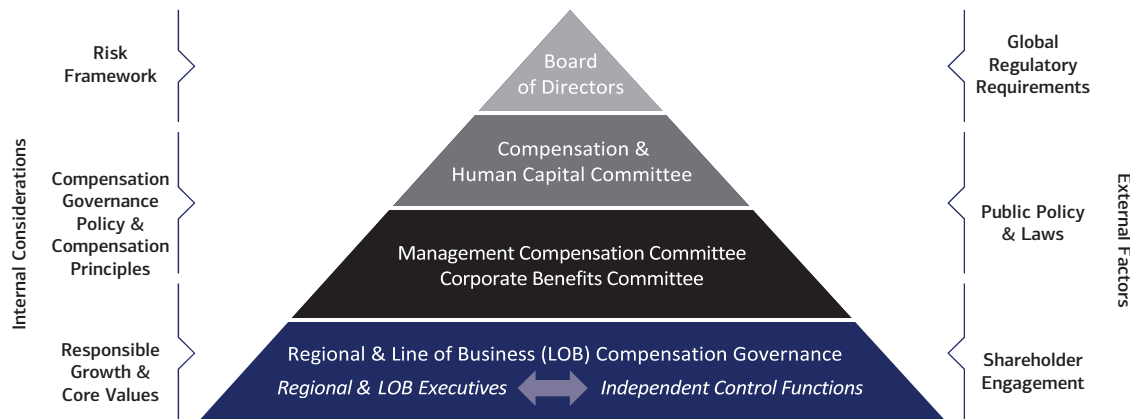 Internal Considerations
Risk
Framework
Compensation
Governance
Policy &
Compensation
Principles
Responsible
Growth &
Core Values
Board
of Directors
Compensation &
Human Capital Committee
Management Compensation Committee
Corporate Benefits Committee
Regional & Line of Business (LOB) Compensation Governance
Regional & LOB Executives
Independent Control Functions
Global
Regulatory
Requirements
Public Policy
& Laws
Shareholder
Engagement
External Factors